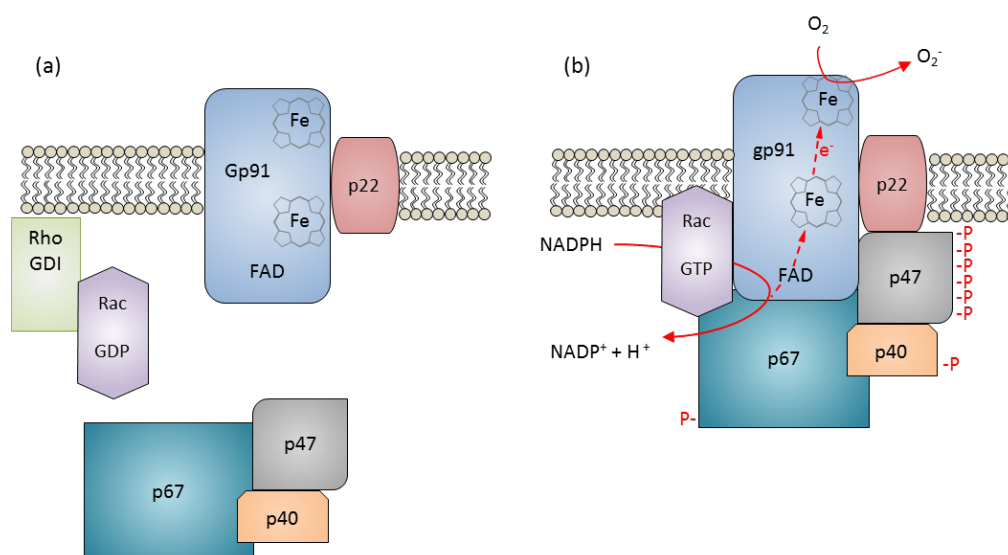 (a)
Fe
Gp91
p22
Fe
Rho
GDI
FAD
Rac
GDP
p47
p67
p40
(b)
O₂
O₂⁻
Fe
gp91
e⁻
p22
Fe
Rac
NADPH
GTP
FAD
p47
-P
-P
-P
-P
-P
-P
NADP⁺ + H⁺
p67
p40
-P
P-